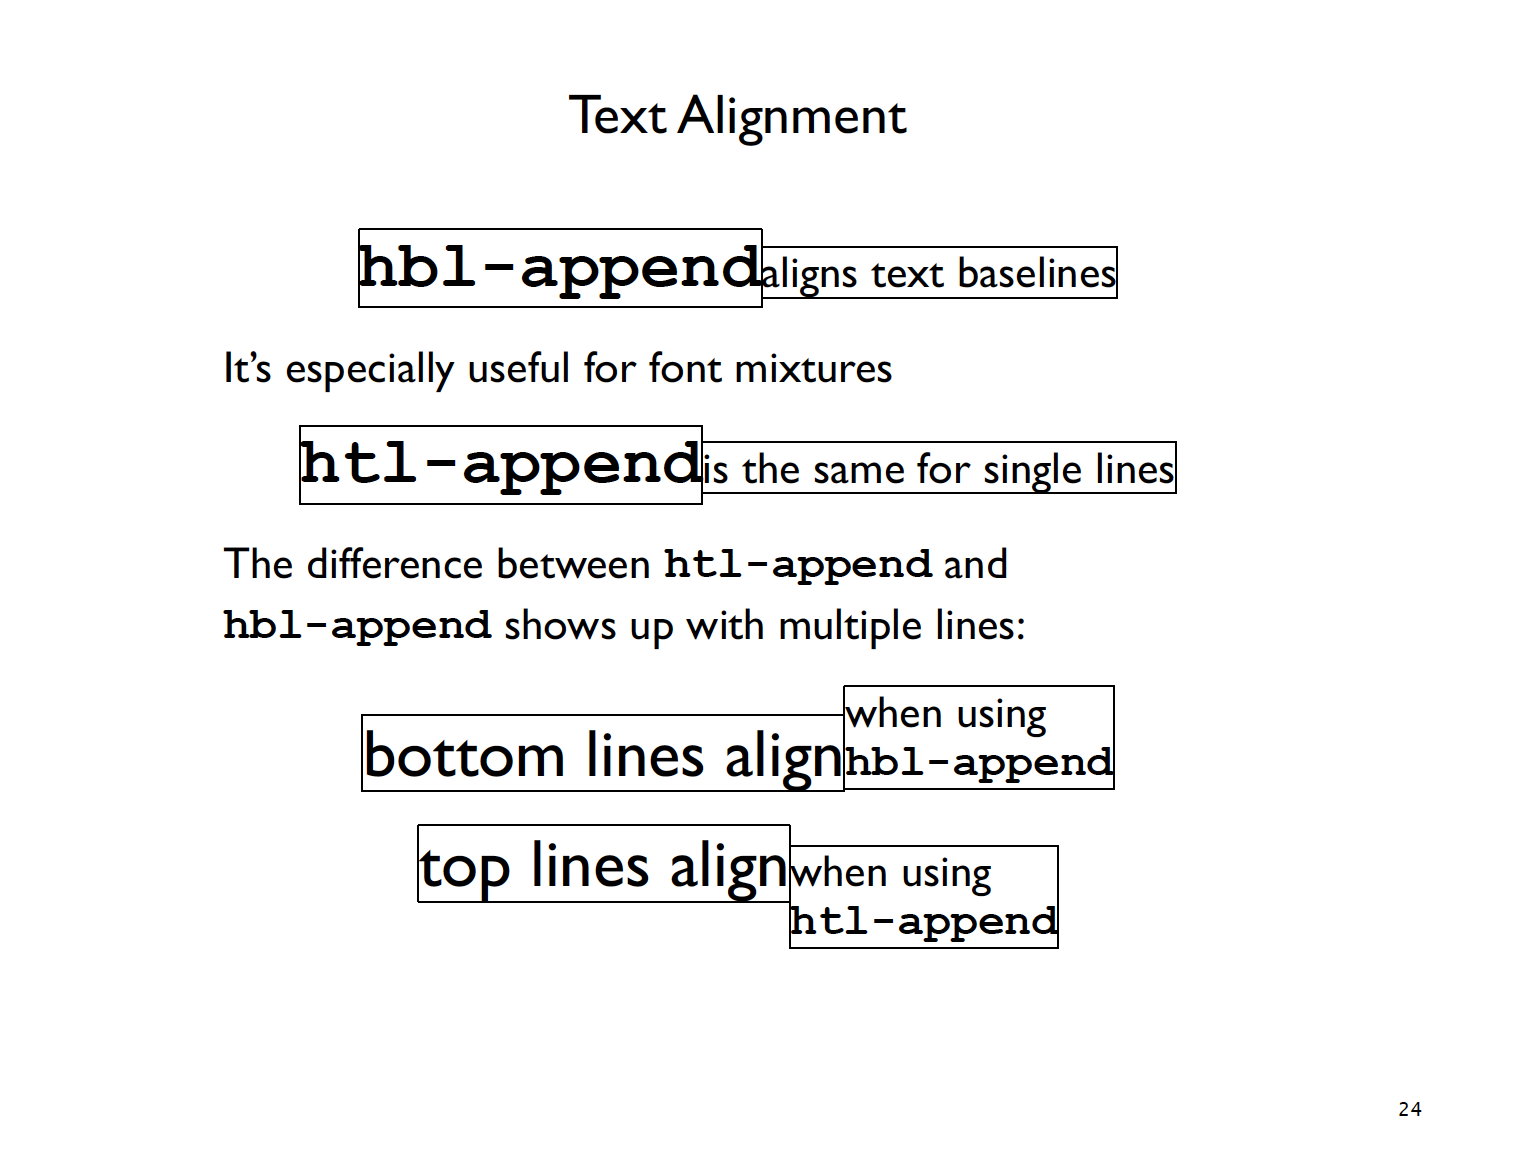 Text Alignment
hbl-append aligns text baselines
It’s especially useful for font mixtures
htl-append is the same for single lines
The difference between htl-append and
hbl-append shows up with multiple lines:
bottom lines align when using
hbl-append
top lines align when using
htl-append
24